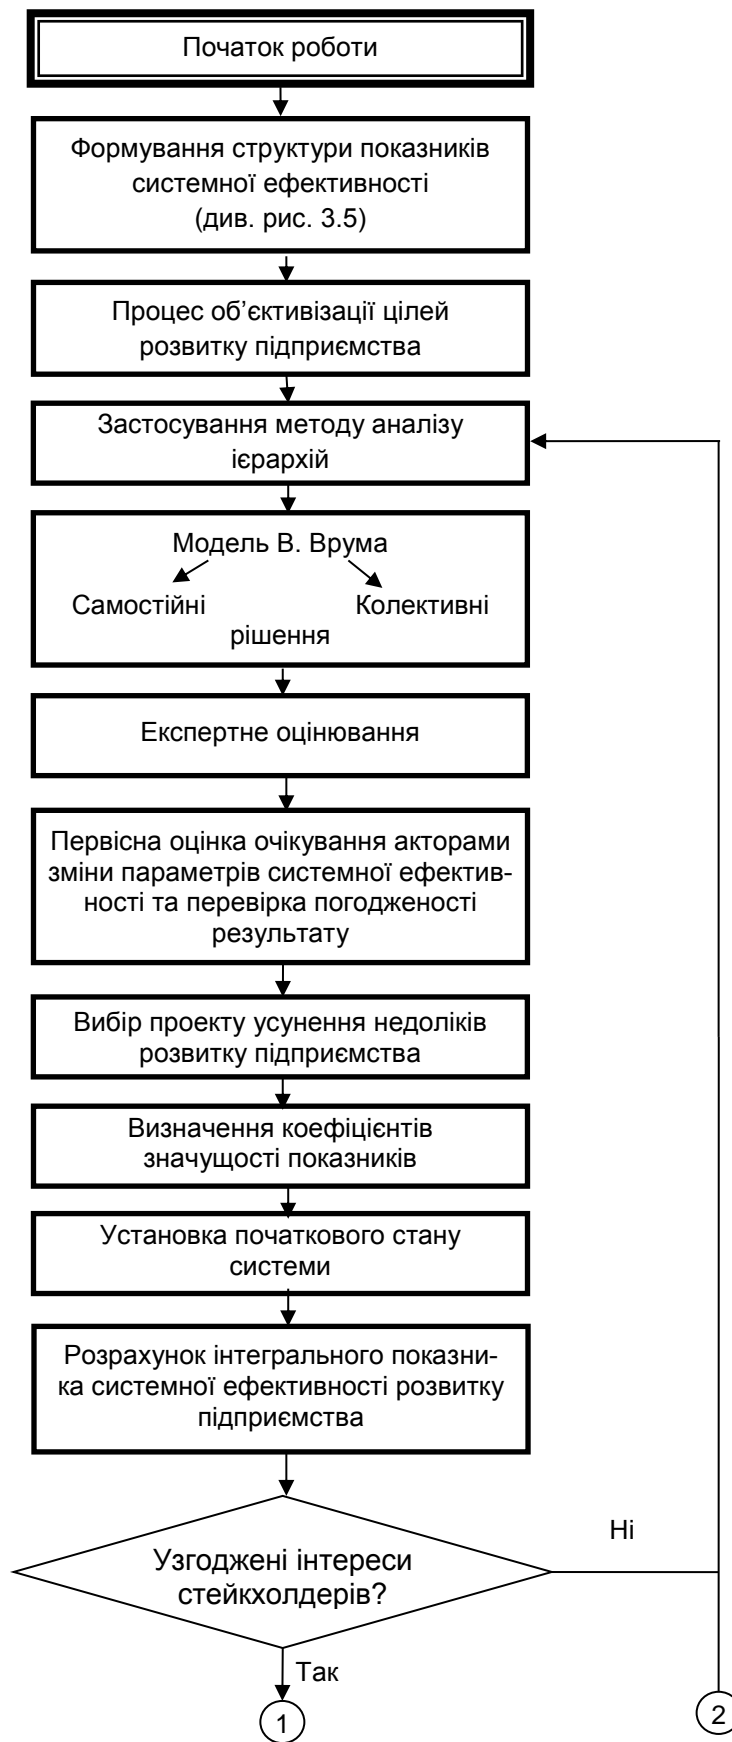 Початок роботи
Формування структури показників
системної ефективності
(див. рис. 3.5)
Процес об’єктивізації цілей
розвитку підприємства
Застосування методу аналізу
ієрархій
Модель В. Врума
Самостійні Колективні
рішення
Експертне оцінювання
Первісна оцінка очікування акторами
зміни параметрів системної ефектив-
ності та перевірка погодженості
результату
Вибір проекту усунення недоліків
розвитку підприємства
Визначення коефіцієнтів
значущості показників
Установка початкового стану
системи
Розрахунок інтегрального показни-
ка системної ефективності розвитку
підприємства
Ні
Узгоджені інтереси
стейкхолдерів?
Так
1
2